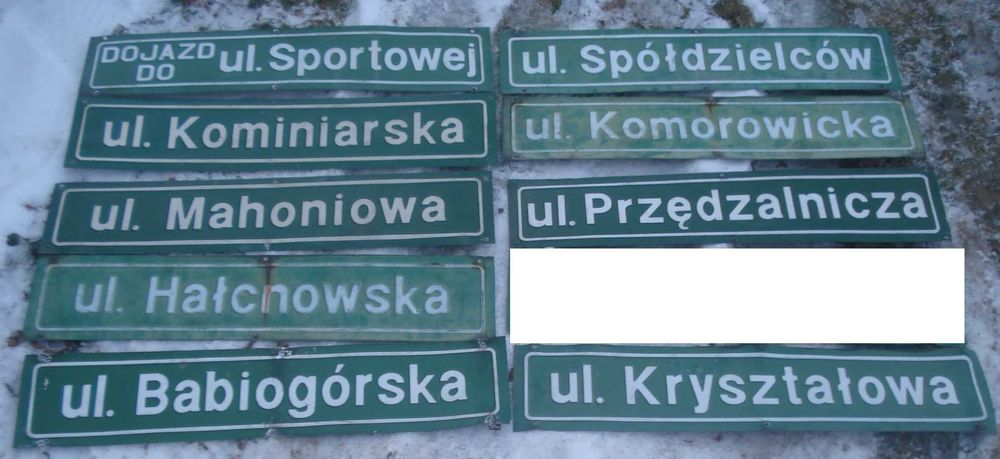 DOJAZD DO ul. Sportowej
ul. Spółdzielców
ul. Kominiarska
ul. Komorowicka
ul. Mahoniowa
ul. Przędzalnicza
ul. Hałcnowska
ul. Babiogórska
ul. Kryształowa